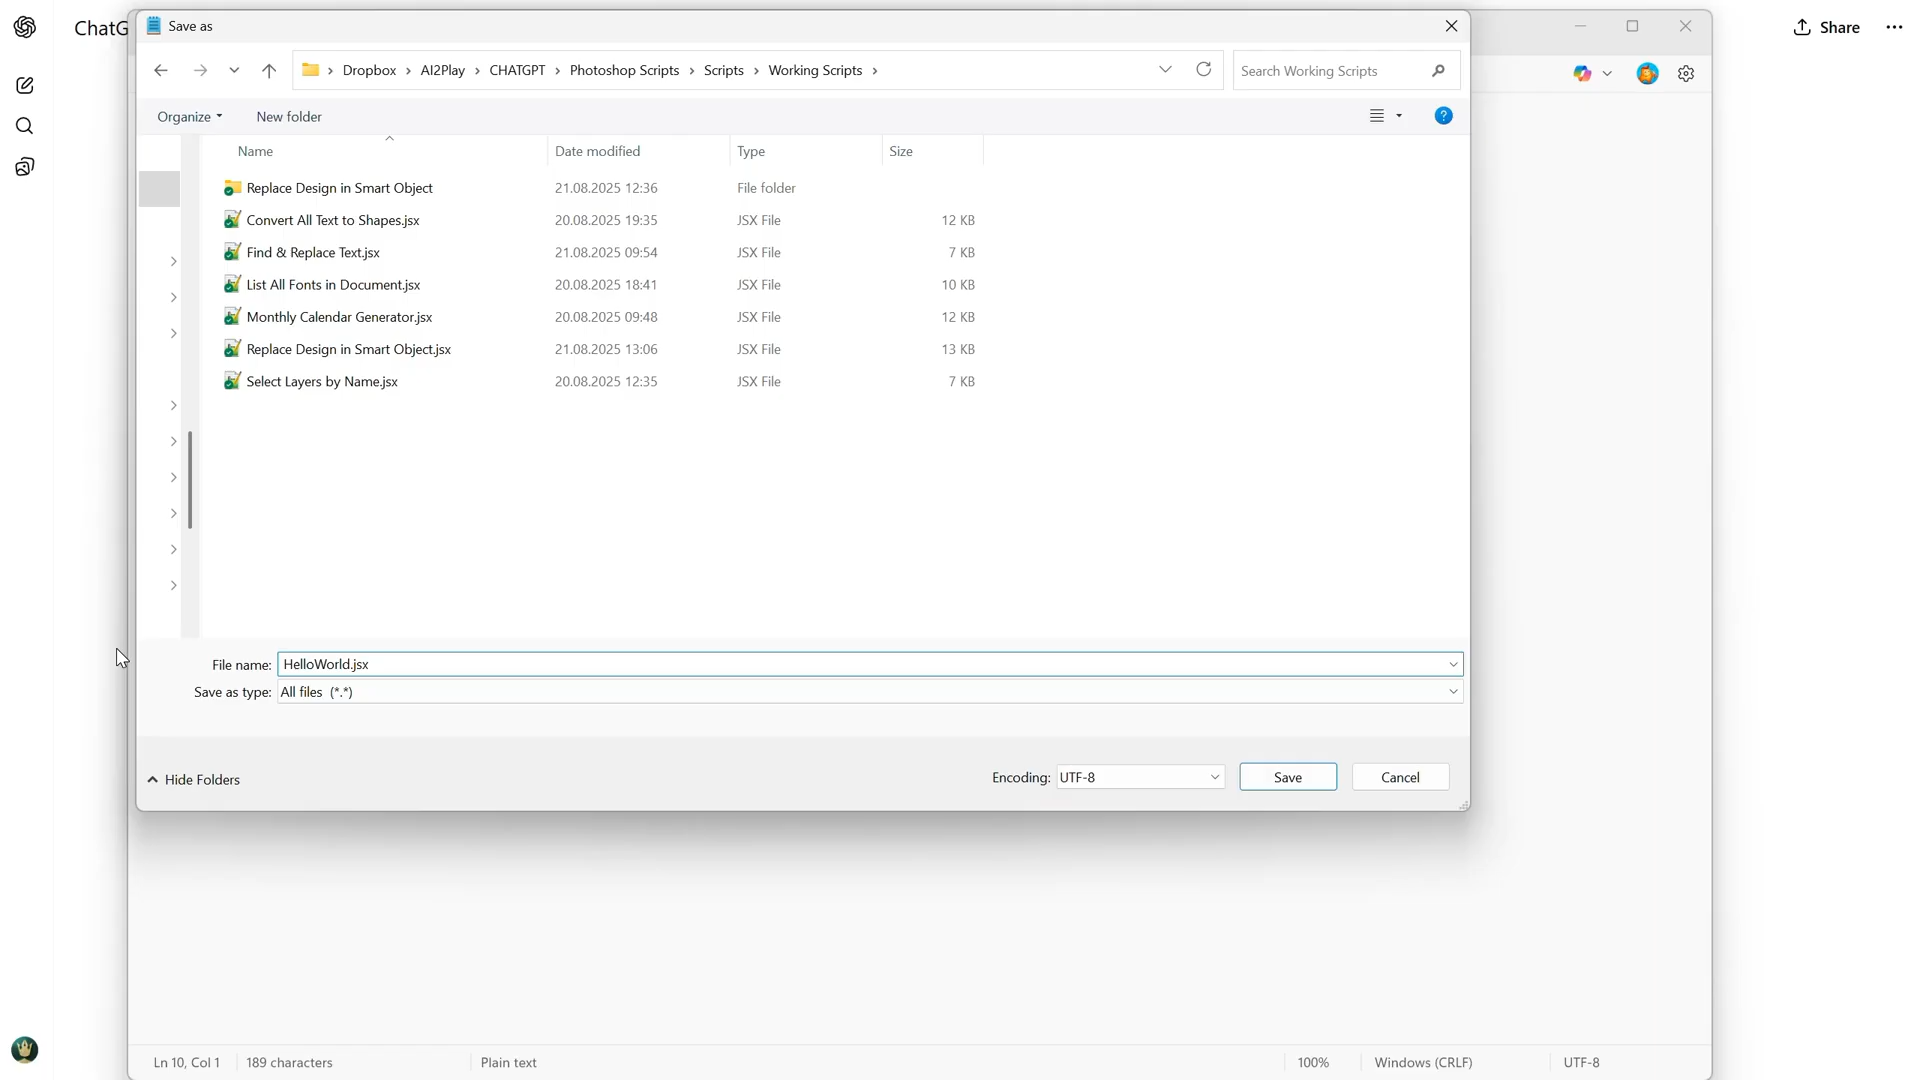 ChatG
Save as
Share
Dropbox › AI2Play › CHATGPT › Photoshop Scripts › Scripts › Working Scripts ›
Search Working Scripts
Organize
New folder
Name Date modified Type Size
Replace Design in Smart Object 21.08.2025 12:36 File folder
Convert All Text to Shapes.jsx 20.08.2025 19:35 JSX File 12 KB
Find & Replace Text.jsx 21.08.2025 09:54 JSX File 7 KB
List All Fonts in Document.jsx 20.08.2025 18:41 JSX File 10 KB
Monthly Calendar Generator.jsx 20.08.2025 09:48 JSX File 12 KB
Replace Design in Smart Object.jsx 21.08.2025 13:06 JSX File 13 KB
Select Layers by Name.jsx 20.08.2025 12:35 JSX File 7 KB
File name: HelloWorld.jsx
Save as type: All files (*.*)
Hide Folders
Encoding: UTF-8
Save
Cancel
Ln 10, Col 1 189 characters Plain text 100% Windows (CRLF) UTF-8